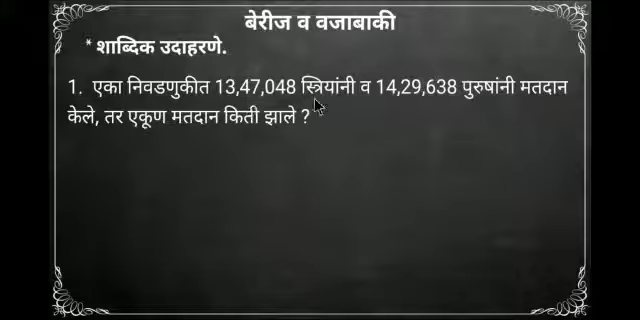 बेरीज व वजाबाकी
* शाब्दिक उदाहरणे.
1. एका निवडणुकीत 13,47,048 स्त्रियांनी व 14,29,638 पुरुषांनी मतदान
केले, तर एकूण मतदान किती झाले ?